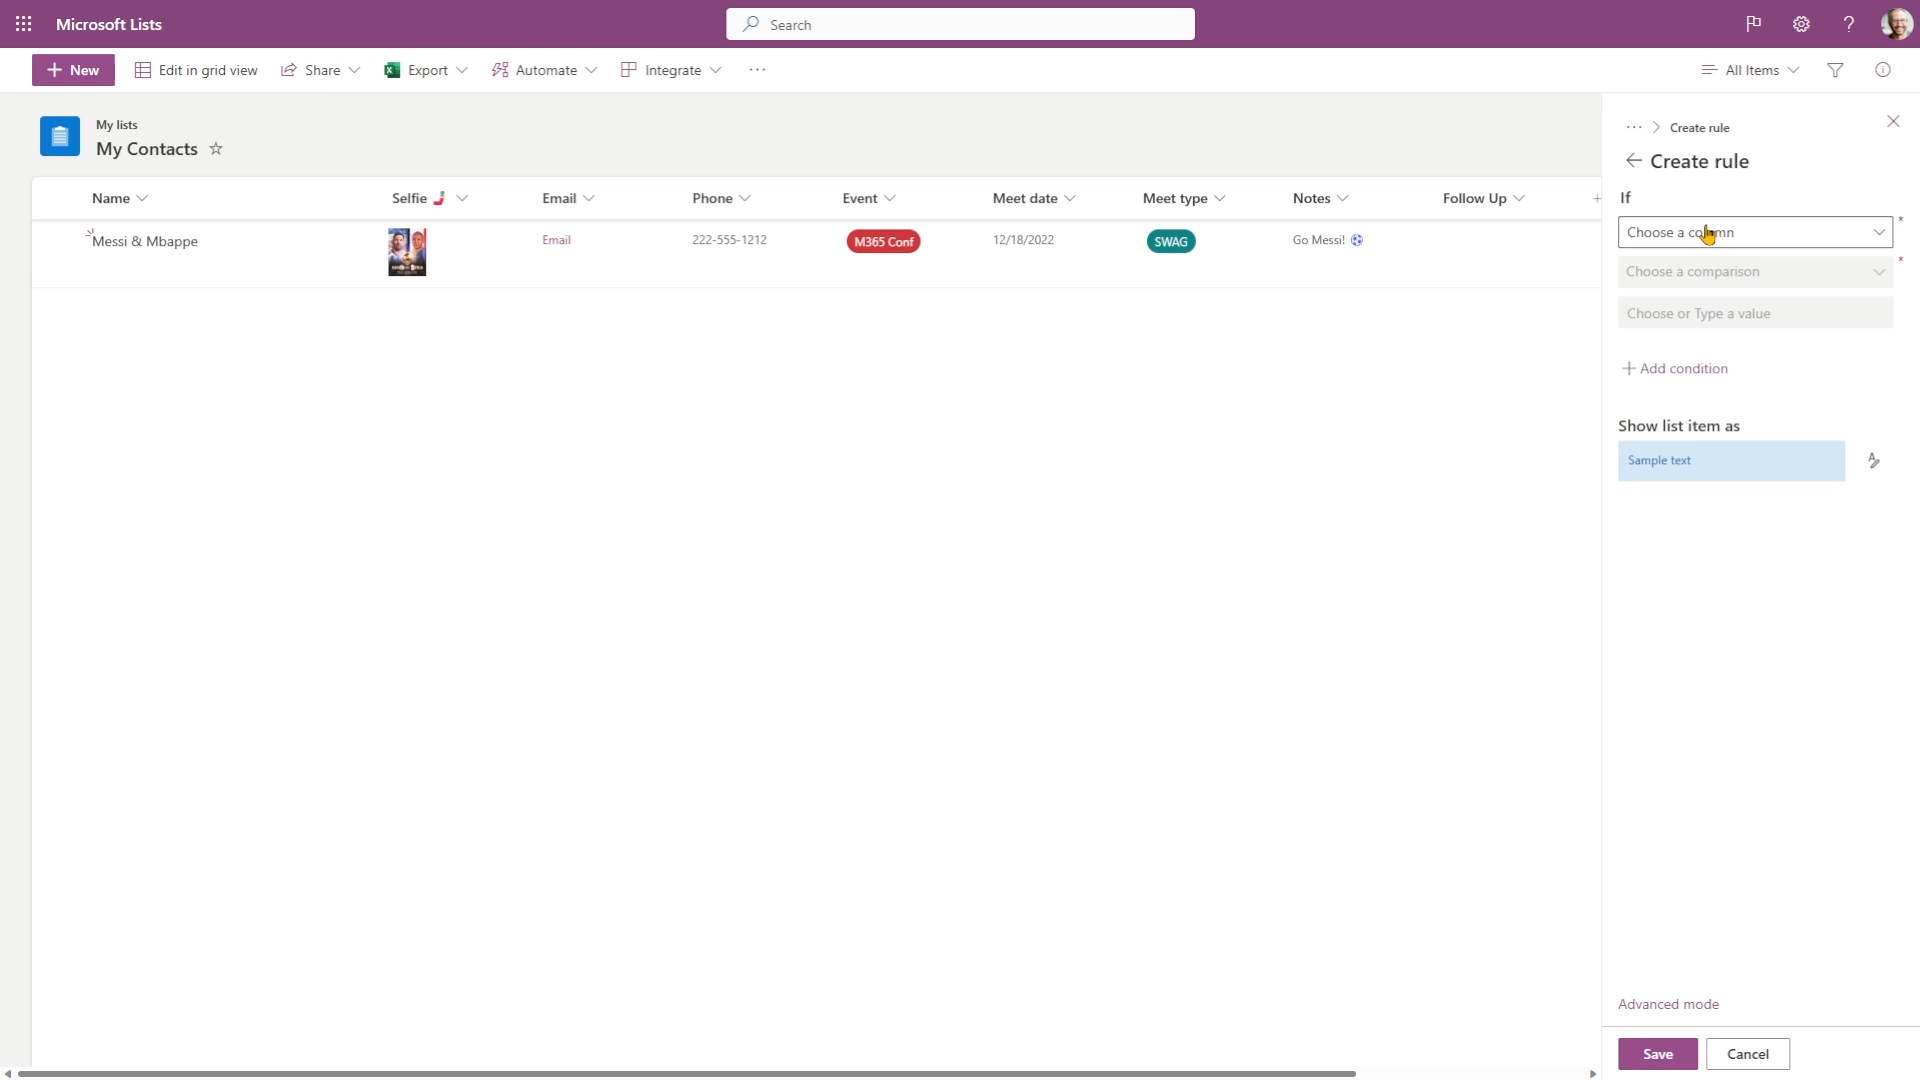 Microsoft Lists
Search
New
Edit in grid view
Share
Export
Automate
Integrate
All Items
My lists
My Contacts
Name
Selfie
Email
Phone
Event
Meet date
Meet type
Notes
Follow Up
Messi & Mbappe
Email
222-555-1212
M365 Conf
12/18/2022
SWAG
Go Messi! ⚽
Create rule
Create rule
If
Choose a column
*
Choose a comparison
*
Choose or Type a value
Add condition
Show list item as
Sample text
Advanced mode
Save
Cancel